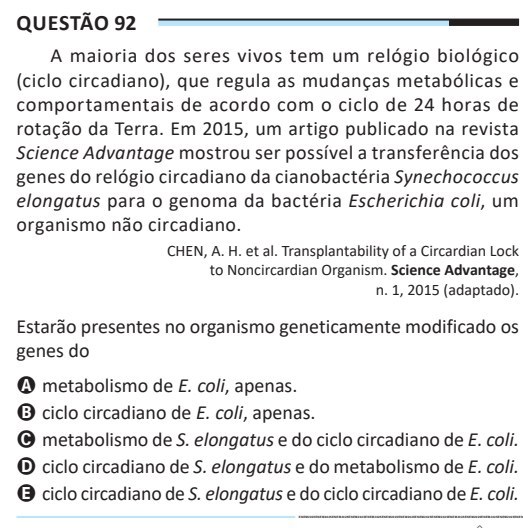 QUESTÃO 92
A maioria dos seres vivos tem um relógio biológico
(ciclo circadiano), que regula as mudanças metabólicas e
comportamentais de acordo com o ciclo de 24 horas de
rotação da Terra. Em 2015, um artigo publicado na revista
Science Advantage mostrou ser possível a transferência dos
genes do relógio circadiano da cianobactéria Synechococcus
elongatus para o genoma da bactéria Escherichia coli, um
organismo não circadiano.
CHEN, A. H. et al. Transplantability of a Circardian Lock
to Noncircardian Organism. Science Advantage,
n. 1, 2015 (adaptado).
Estarão presentes no organismo geneticamente modificado os
genes do
A metabolismo de E. coli, apenas.
B ciclo circadiano de E. coli, apenas.
C metabolismo de S. elongatus e do ciclo circadiano de E. coli.
D ciclo circadiano de S. elongatus e do metabolismo de E. coli.
E ciclo circadiano de S. elongatus e do ciclo circadiano de E. coli.